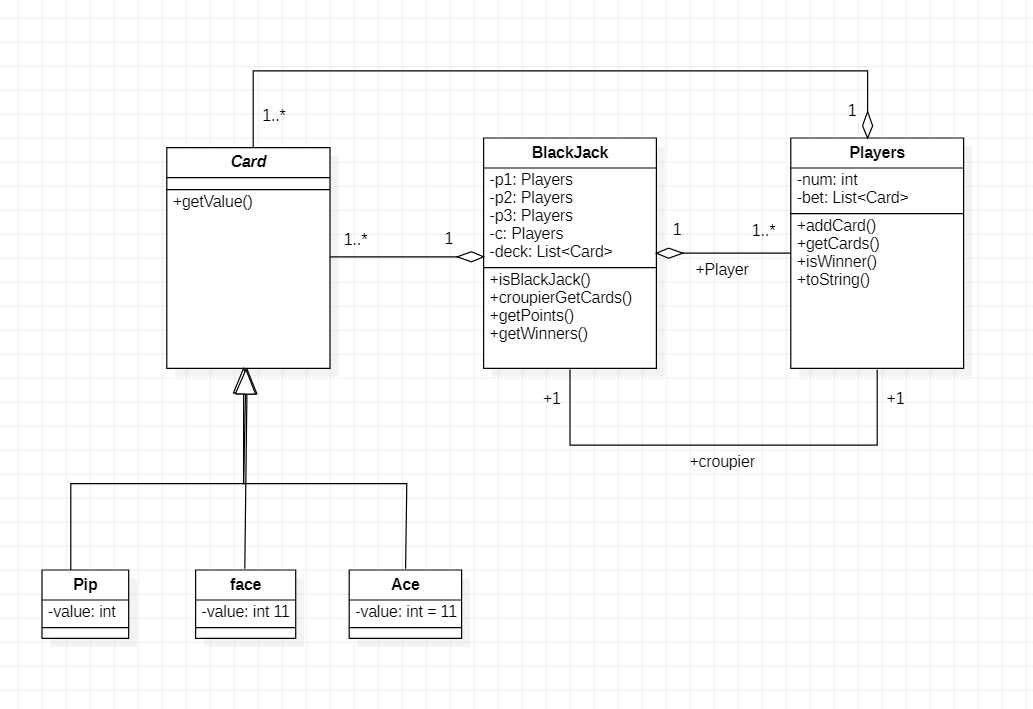 1..*
1
Card
+getValue()
1..*
1
BlackJack
-p1: Players
-p2: Players
-p3: Players
-c: Players
-deck: List<Card>
+isBlackJack()
+croupierGetCards()
+getPoints()
+getWinners()
1
1..*
+Player
Players
-num: int
-bet: List<Card>
+addCard()
+getCards()
+isWinner()
+toString()
+1
+1
+croupier
Pip
-value: int
face
-value: int 11
Ace
-value: int = 11